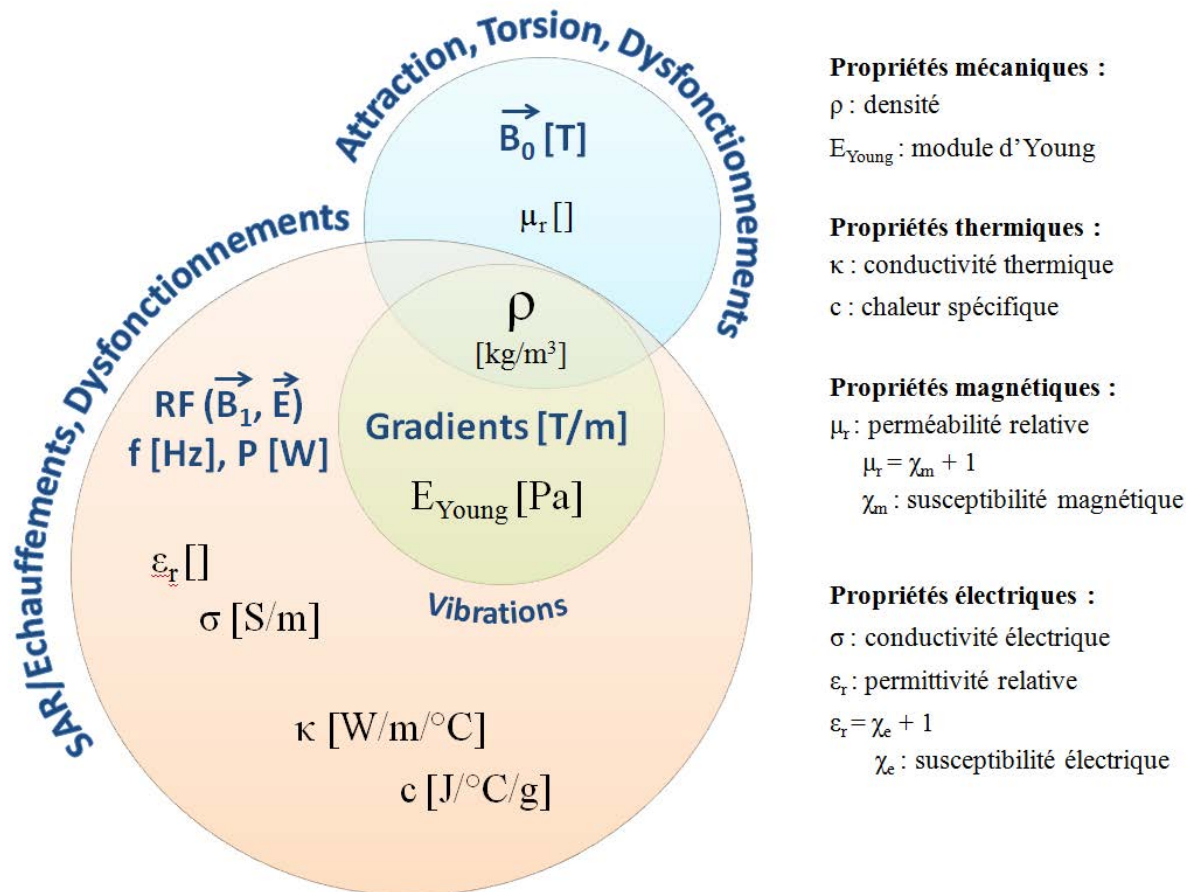 Attraction, Torsion, Dysfonctionnements
B₀ [T]
μᵣ []
ρ
[kg/m³]
SAR/Echauffements, Dysfonctionnements
RF (B₁, E)
f [Hz], P [W]
Gradients [T/m]
E_Young [Pa]
Vibrations
εᵣ []
σ [S/m]
κ [W/m/°C]
c [J/°C/g]
Propriétés mécaniques :
ρ : densité
E_Young : module d’Young
Propriétés thermiques :
κ : conductivité thermique
c : chaleur spécifique
Propriétés magnétiques :
μᵣ : perméabilité relative
μᵣ = χₘ + 1
χₘ : susceptibilité magnétique
Propriétés électriques :
σ : conductivité électrique
εᵣ : permittivité relative
εᵣ = χₑ + 1
χₑ : susceptibilité électrique